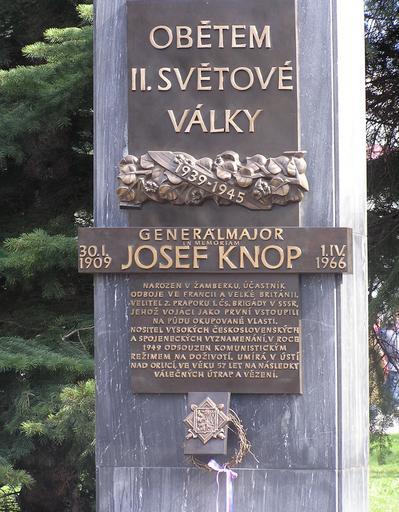 OBĚTEM
II. SVĚTOVÉ
VÁLKY
1939-1945
GENERÁLMAJOR
IN MEMORIAM
30.I. JOSEF KNOP 1.IV.
1909 1966
NAROZEN V ŽAMBERKU, ÚČASTNÍK
ODBOJE VE FRANCII A VELKÉ BRITÁNII,
VELITEL 2. PRAPORU 1. ČS. BRIGÁDY V SSSR,
JEHOŽ VOJÁCI JAKO PRVNÍ VSTOUPILI
NA PŮDU OKUPOVANÉ VLASTI.
NOSITEL VYSOKÝCH ČESKOSLOVENSKÝCH
A SPOJENECKÝCH VYZNAMENÁNÍ, V ROCE
1949 ODSOUZEN KOMUNISTICKÝM
REŽIMEM NA DOŽIVOTÍ, UMÍRÁ V ÚSTÍ
NAD ORLICÍ, VE VĚKU 57 LET NA NÁSLEDKY
VÁLEČNÝCH ÚTRAP A VĚZENÍ.